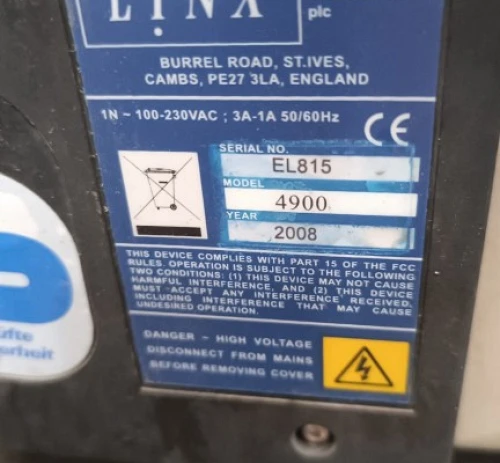 LINX
plc
BURREL ROAD, ST.IVES,
CAMBS, PE27 3LA, ENGLAND
1N ~ 100-230VAC ; 3A-1A 50/60Hz
CE
SERIAL NO.
EL815
MODEL
4900
YEAR
2008
THIS DEVICE COMPLIES WITH PART 15 OF THE FCC
RULES. OPERATION IS SUBJECT TO THE FOLLOWING
TWO CONDITIONS: (1) THIS DEVICE MAY NOT CAUSE
HARMFUL INTERFERENCE, AND (2) THIS DEVICE
MUST ACCEPT ANY INTERFERENCE RECEIVED,
INCLUDING INTERFERENCE THAT MAY CAUSE
UNDESIRED OPERATION.
DANGER – HIGH VOLTAGE
DISCONNECT FROM MAINS
BEFORE REMOVING COVER
üfte
erheit